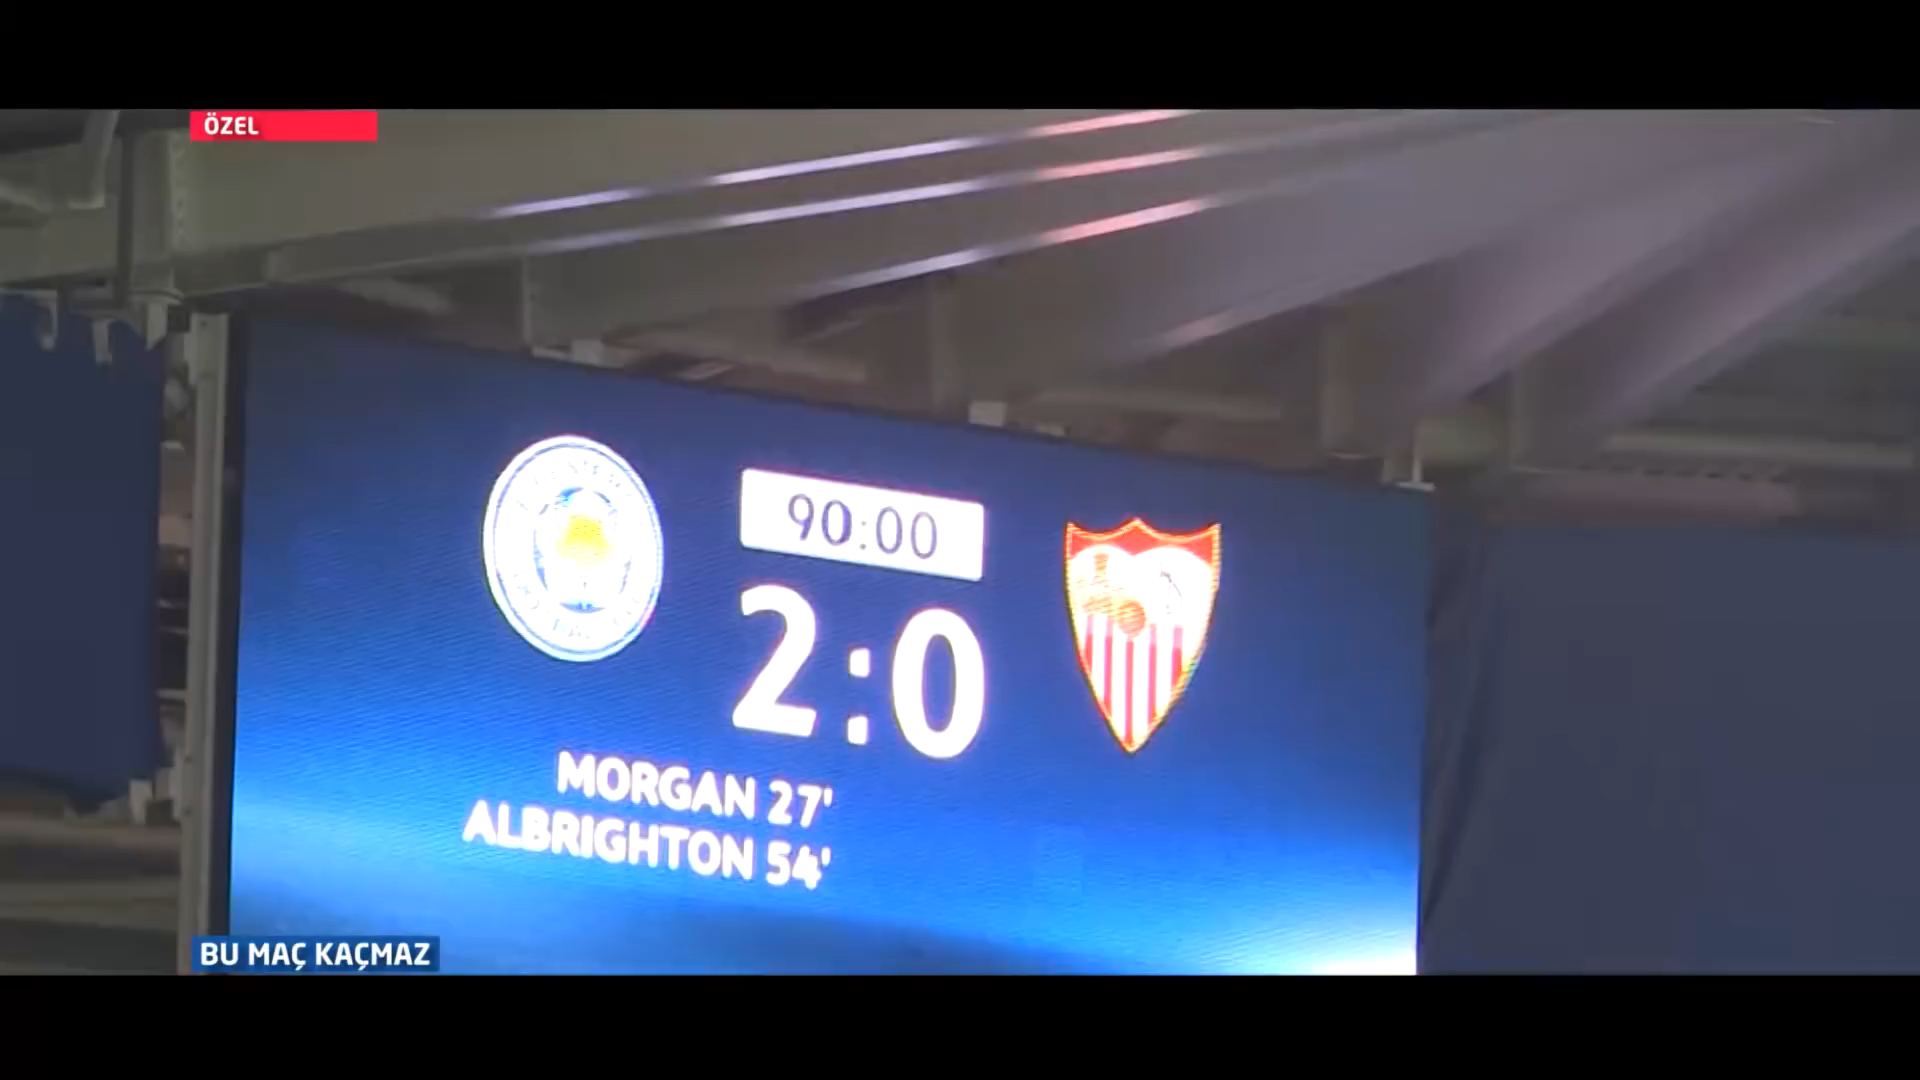 ÖZEL
90:00
2:0
MORGAN 27'
ALBRIGHTON 54'
BU MAÇ KAÇMAZ